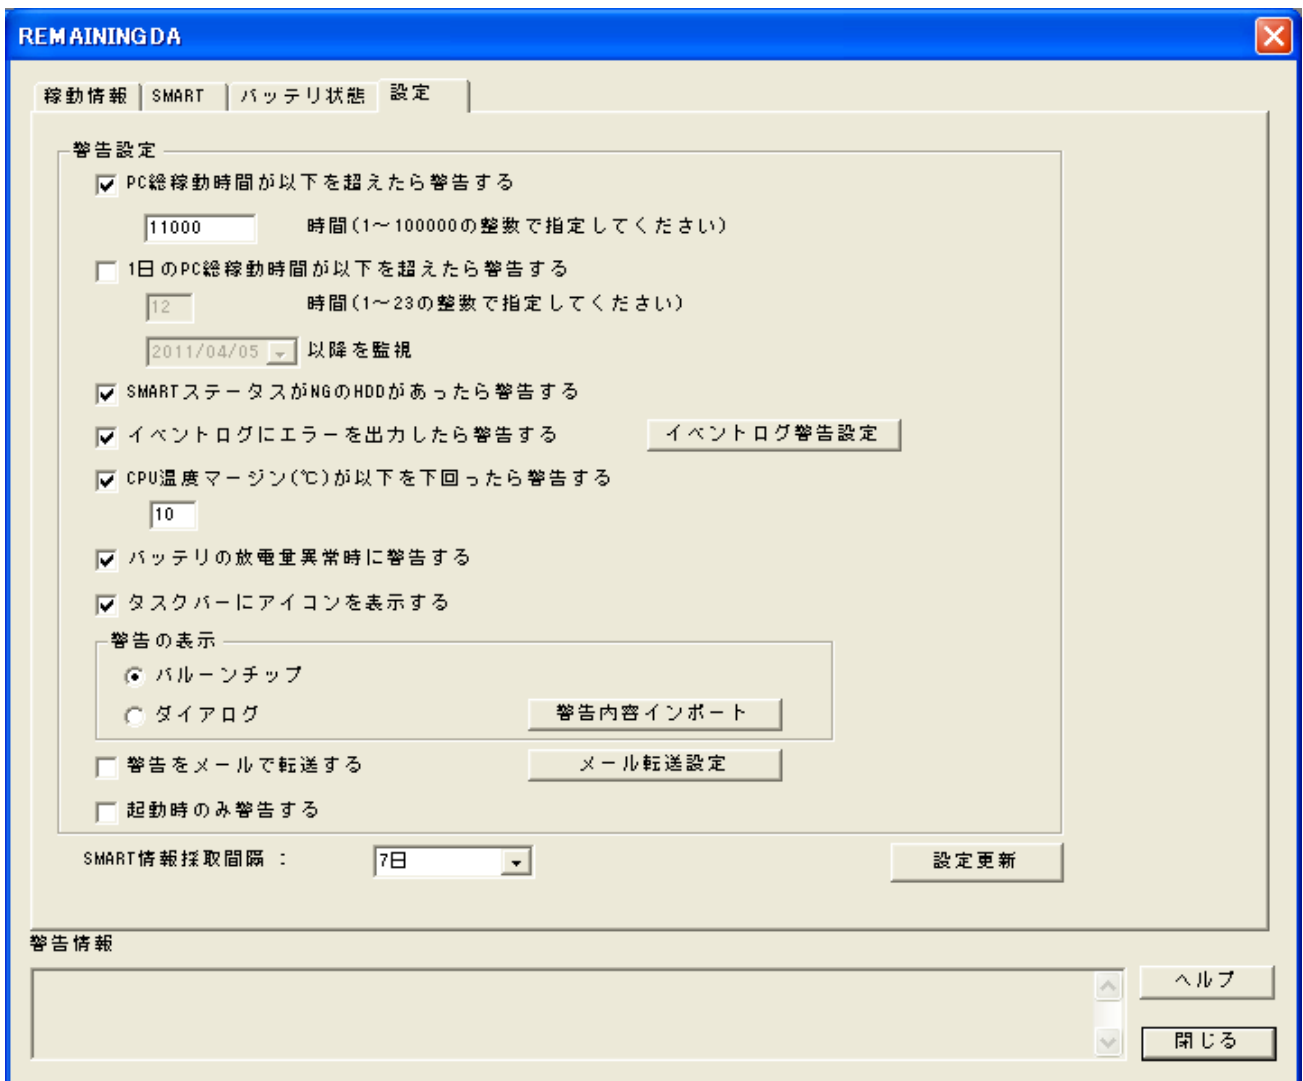 REMAININGDA
稼動情報 SMART バッテリ状態 設定
警告設定
PC総稼動時間が以下を超えたら警告する
11000 時間(1～100000の整数で指定してください)
1日のPC総稼動時間が以下を超えたら警告する
12 時間(1～23の整数で指定してください)
2011/04/05 以降を監視
SMARTステータスがNGのHDDがあったら警告する
イベントログにエラーを出力したら警告する イベントログ警告設定
CPU温度マージン(℃)が以下を下回ったら警告する
10
バッテリの放電量異常時に警告する
タスクバーにアイコンを表示する
警告の表示
バルーンチップ
ダイアログ 警告内容インポート
警告をメールで転送する メール転送設定
起動時のみ警告する
SMART情報採取間隔 : 7日 設定更新
警告情報
ヘルプ
閉じる